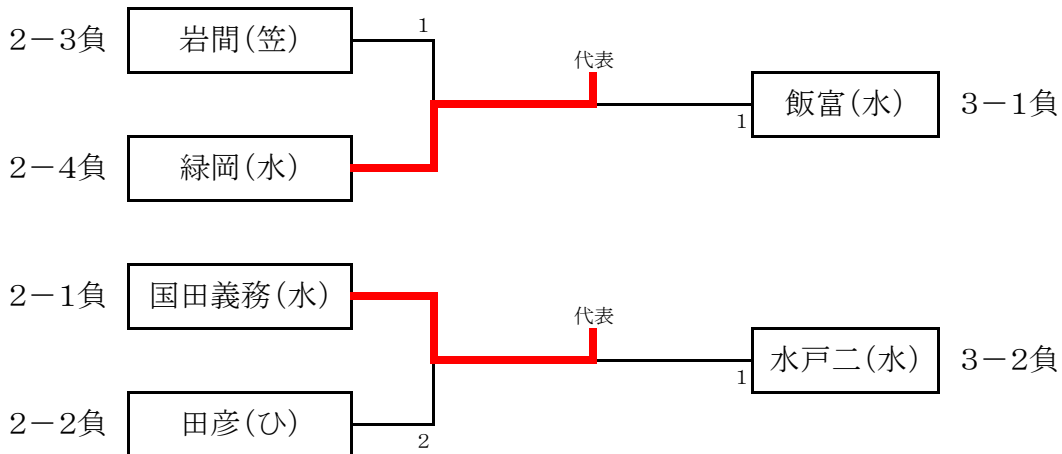 2－3負 岩間(笠) 1
代表
飯富(水) 3－1負
1
2－4負 緑岡(水)
2－1負 国田義務(水)
代表
水戸二(水) 3－2負
1
2－2負 田彦(ひ)
2